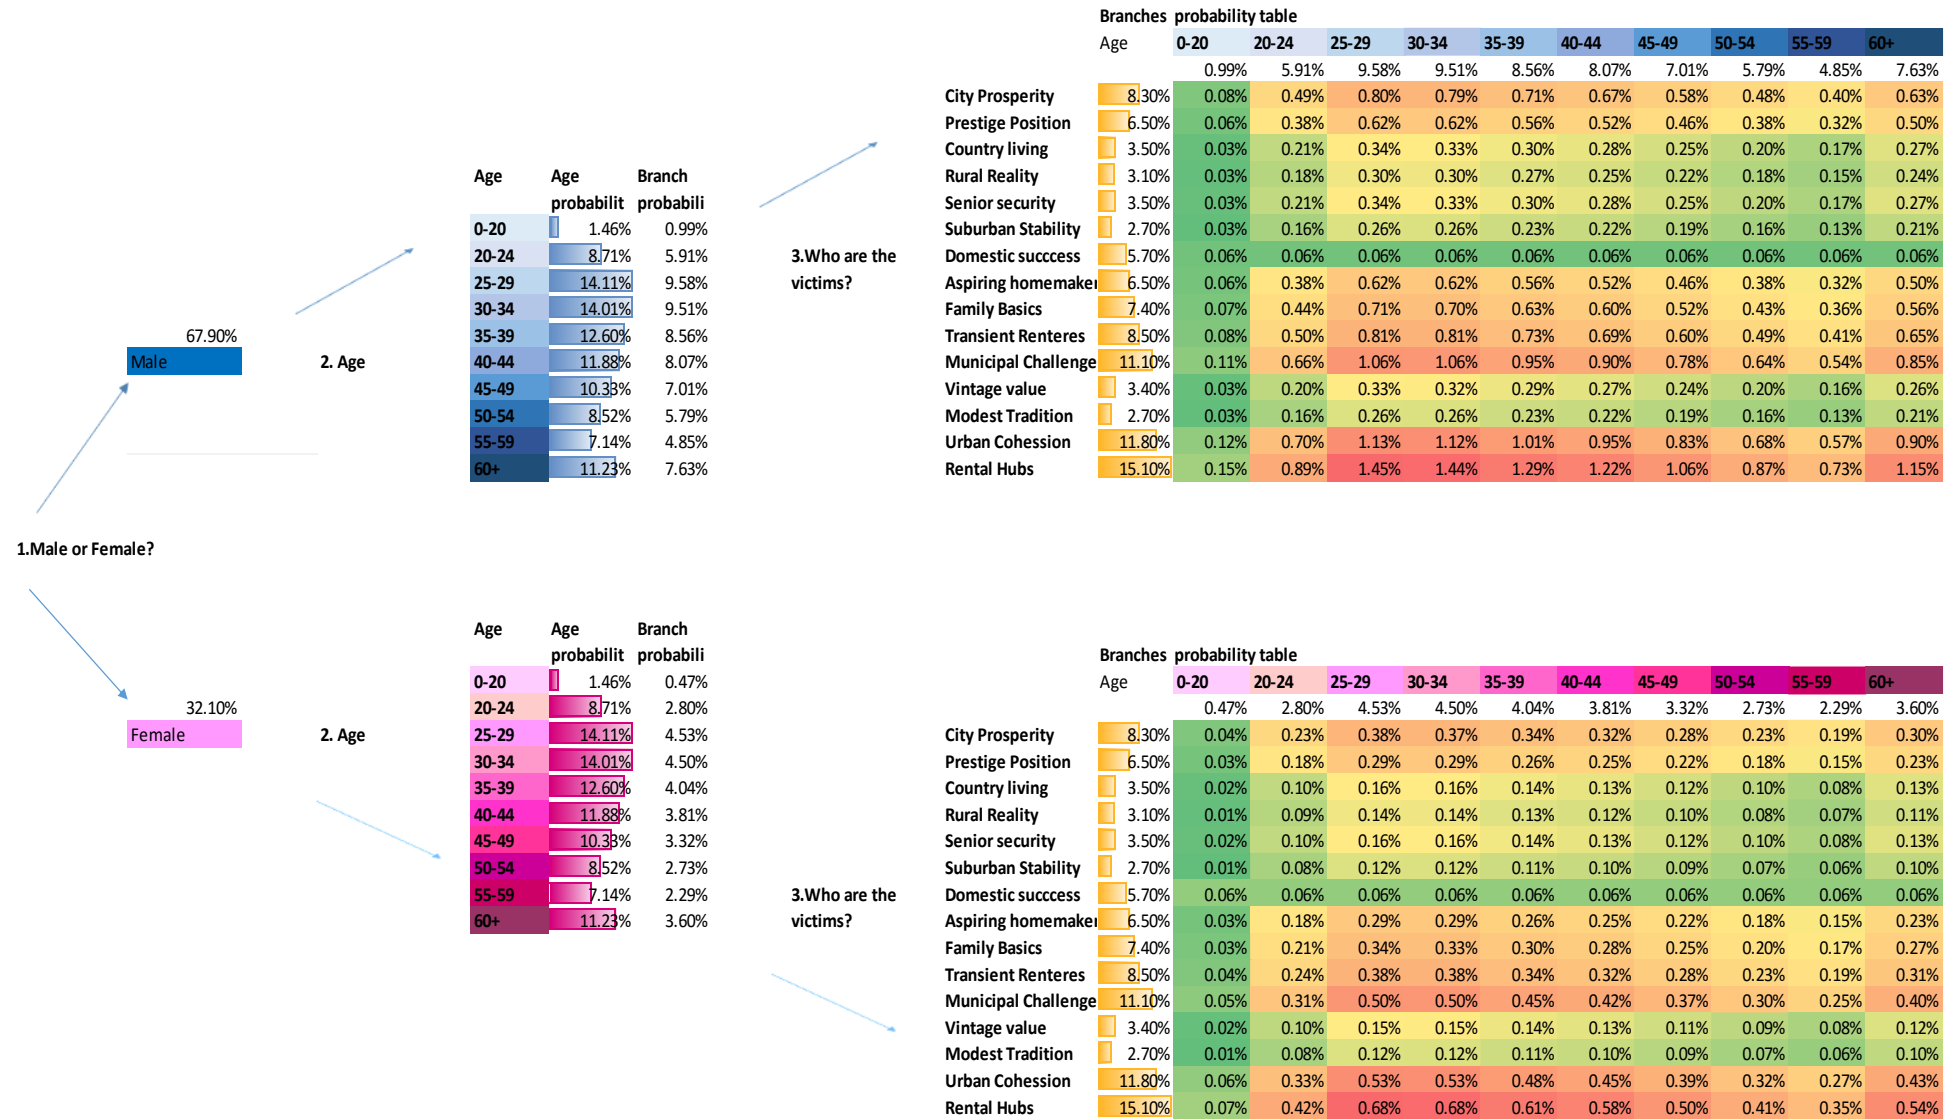 Branches probability table
Age 0-20 20-24 25-29 30-34 35-39 40-44 45-49 50-54 55-59 60+
0.99% 5.91% 9.58% 9.51% 8.56% 8.07% 7.01% 5.79% 4.85% 7.63%
City Prosperity 8.30% 0.08% 0.49% 0.80% 0.79% 0.71% 0.67% 0.58% 0.48% 0.40% 0.63%
Prestige Position 6.50% 0.06% 0.38% 0.62% 0.62% 0.56% 0.52% 0.46% 0.38% 0.32% 0.50%
Country living 3.50% 0.03% 0.21% 0.34% 0.33% 0.30% 0.28% 0.25% 0.20% 0.17% 0.27%
Rural Reality 3.10% 0.03% 0.18% 0.30% 0.30% 0.27% 0.25% 0.22% 0.18% 0.15% 0.24%
Senior security 3.50% 0.03% 0.21% 0.34% 0.33% 0.30% 0.28% 0.25% 0.20% 0.17% 0.27%
Suburban Stability 2.70% 0.03% 0.16% 0.26% 0.26% 0.23% 0.22% 0.19% 0.16% 0.13% 0.21%
Domestic succcess 5.70% 0.06% 0.06% 0.06% 0.06% 0.06% 0.06% 0.06% 0.06% 0.06% 0.06%
Aspiring homemaker 6.50% 0.06% 0.38% 0.62% 0.62% 0.56% 0.52% 0.46% 0.38% 0.32% 0.50%
Family Basics 7.40% 0.07% 0.44% 0.71% 0.70% 0.63% 0.60% 0.52% 0.43% 0.36% 0.56%
Transient Renteres 8.50% 0.08% 0.50% 0.81% 0.81% 0.73% 0.69% 0.60% 0.49% 0.41% 0.65%
Municipal Challenge 11.10% 0.11% 0.66% 1.06% 1.06% 0.95% 0.90% 0.78% 0.64% 0.54% 0.85%
Vintage value 3.40% 0.03% 0.20% 0.33% 0.32% 0.29% 0.27% 0.24% 0.20% 0.16% 0.26%
Modest Tradition 2.70% 0.03% 0.16% 0.26% 0.26% 0.23% 0.22% 0.19% 0.16% 0.13% 0.21%
Urban Cohession 11.80% 0.12% 0.70% 1.13% 1.12% 1.01% 0.95% 0.83% 0.68% 0.57% 0.90%
Rental Hubs 15.10% 0.15% 0.89% 1.45% 1.44% 1.29% 1.22% 1.06% 0.87% 0.73% 1.15%
Age Age Branch
probabilit probabili
0-20 1.46% 0.99%
20-24 8.71% 5.91%
25-29 14.11% 9.58%
30-34 14.01% 9.51%
35-39 12.60% 8.56%
40-44 11.88% 8.07%
45-49 10.33% 7.01%
50-54 8.52% 5.79%
55-59 7.14% 4.85%
60+ 11.23% 7.63%
3.Who are the
victims?
67.90%
Male
2. Age
1.Male or Female?
Age Age Branch
probabilit probabili
0-20 1.46% 0.47%
20-24 8.71% 2.80%
25-29 14.11% 4.53%
30-34 14.01% 4.50%
35-39 12.60% 4.04%
40-44 11.88% 3.81%
45-49 10.33% 3.32%
50-54 8.52% 2.73%
55-59 7.14% 2.29%
60+ 11.23% 3.60%
32.10%
Female
2. Age
3.Who are the
victims?
Branches probability table
Age 0-20 20-24 25-29 30-34 35-39 40-44 45-49 50-54 55-59 60+
0.47% 2.80% 4.53% 4.50% 4.04% 3.81% 3.32% 2.73% 2.29% 3.60%
City Prosperity 8.30% 0.04% 0.23% 0.38% 0.37% 0.34% 0.32% 0.28% 0.23% 0.19% 0.30%
Prestige Position 6.50% 0.03% 0.18% 0.29% 0.29% 0.26% 0.25% 0.22% 0.18% 0.15% 0.23%
Country living 3.50% 0.02% 0.10% 0.16% 0.16% 0.14% 0.13% 0.12% 0.10% 0.08% 0.13%
Rural Reality 3.10% 0.01% 0.09% 0.14% 0.14% 0.13% 0.12% 0.10% 0.08% 0.07% 0.11%
Senior security 3.50% 0.02% 0.10% 0.16% 0.16% 0.14% 0.13% 0.12% 0.10% 0.08% 0.13%
Suburban Stability 2.70% 0.01% 0.08% 0.12% 0.12% 0.11% 0.10% 0.09% 0.07% 0.06% 0.10%
Domestic succcess 5.70% 0.06% 0.06% 0.06% 0.06% 0.06% 0.06% 0.06% 0.06% 0.06% 0.06%
Aspiring homemaker 6.50% 0.03% 0.18% 0.29% 0.29% 0.26% 0.25% 0.22% 0.18% 0.15% 0.23%
Family Basics 7.40% 0.03% 0.21% 0.34% 0.33% 0.30% 0.28% 0.25% 0.20% 0.17% 0.27%
Transient Renteres 8.50% 0.04% 0.24% 0.38% 0.38% 0.34% 0.32% 0.28% 0.23% 0.19% 0.31%
Municipal Challenge 11.10% 0.05% 0.31% 0.50% 0.50% 0.45% 0.42% 0.37% 0.30% 0.25% 0.40%
Vintage value 3.40% 0.02% 0.10% 0.15% 0.15% 0.14% 0.13% 0.11% 0.09% 0.08% 0.12%
Modest Tradition 2.70% 0.01% 0.08% 0.12% 0.12% 0.11% 0.10% 0.09% 0.07% 0.06% 0.10%
Urban Cohession 11.80% 0.06% 0.33% 0.53% 0.53% 0.48% 0.45% 0.39% 0.32% 0.27% 0.43%
Rental Hubs 15.10% 0.07% 0.42% 0.68% 0.68% 0.61% 0.58% 0.50% 0.41% 0.35% 0.54%